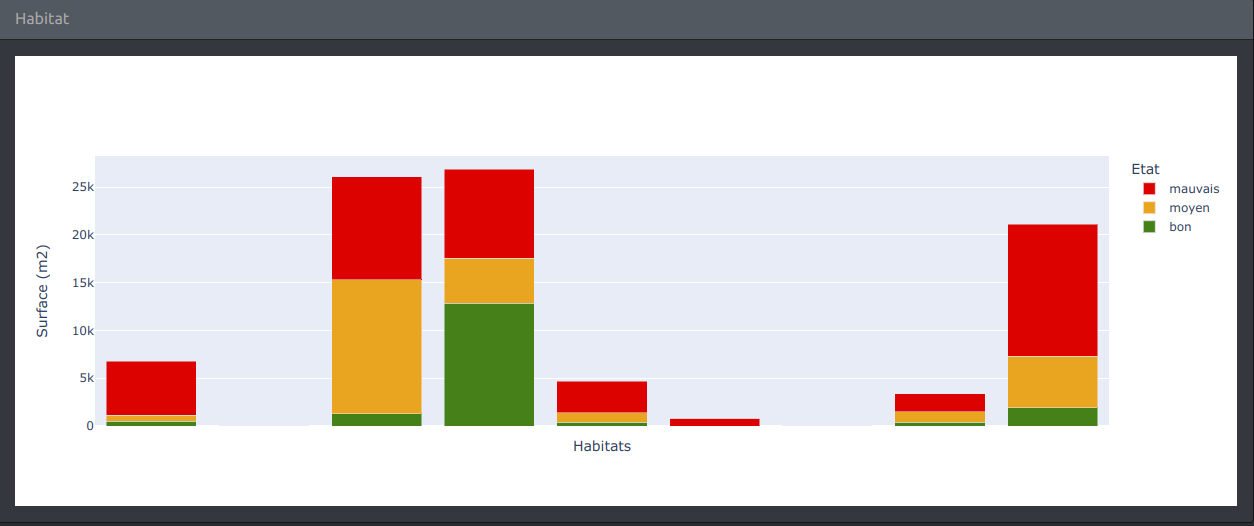 Habitat
Etat
mauvais
moyen
bon
25k
20k
15k
10k
5k
0
Surface (m2)
Habitats